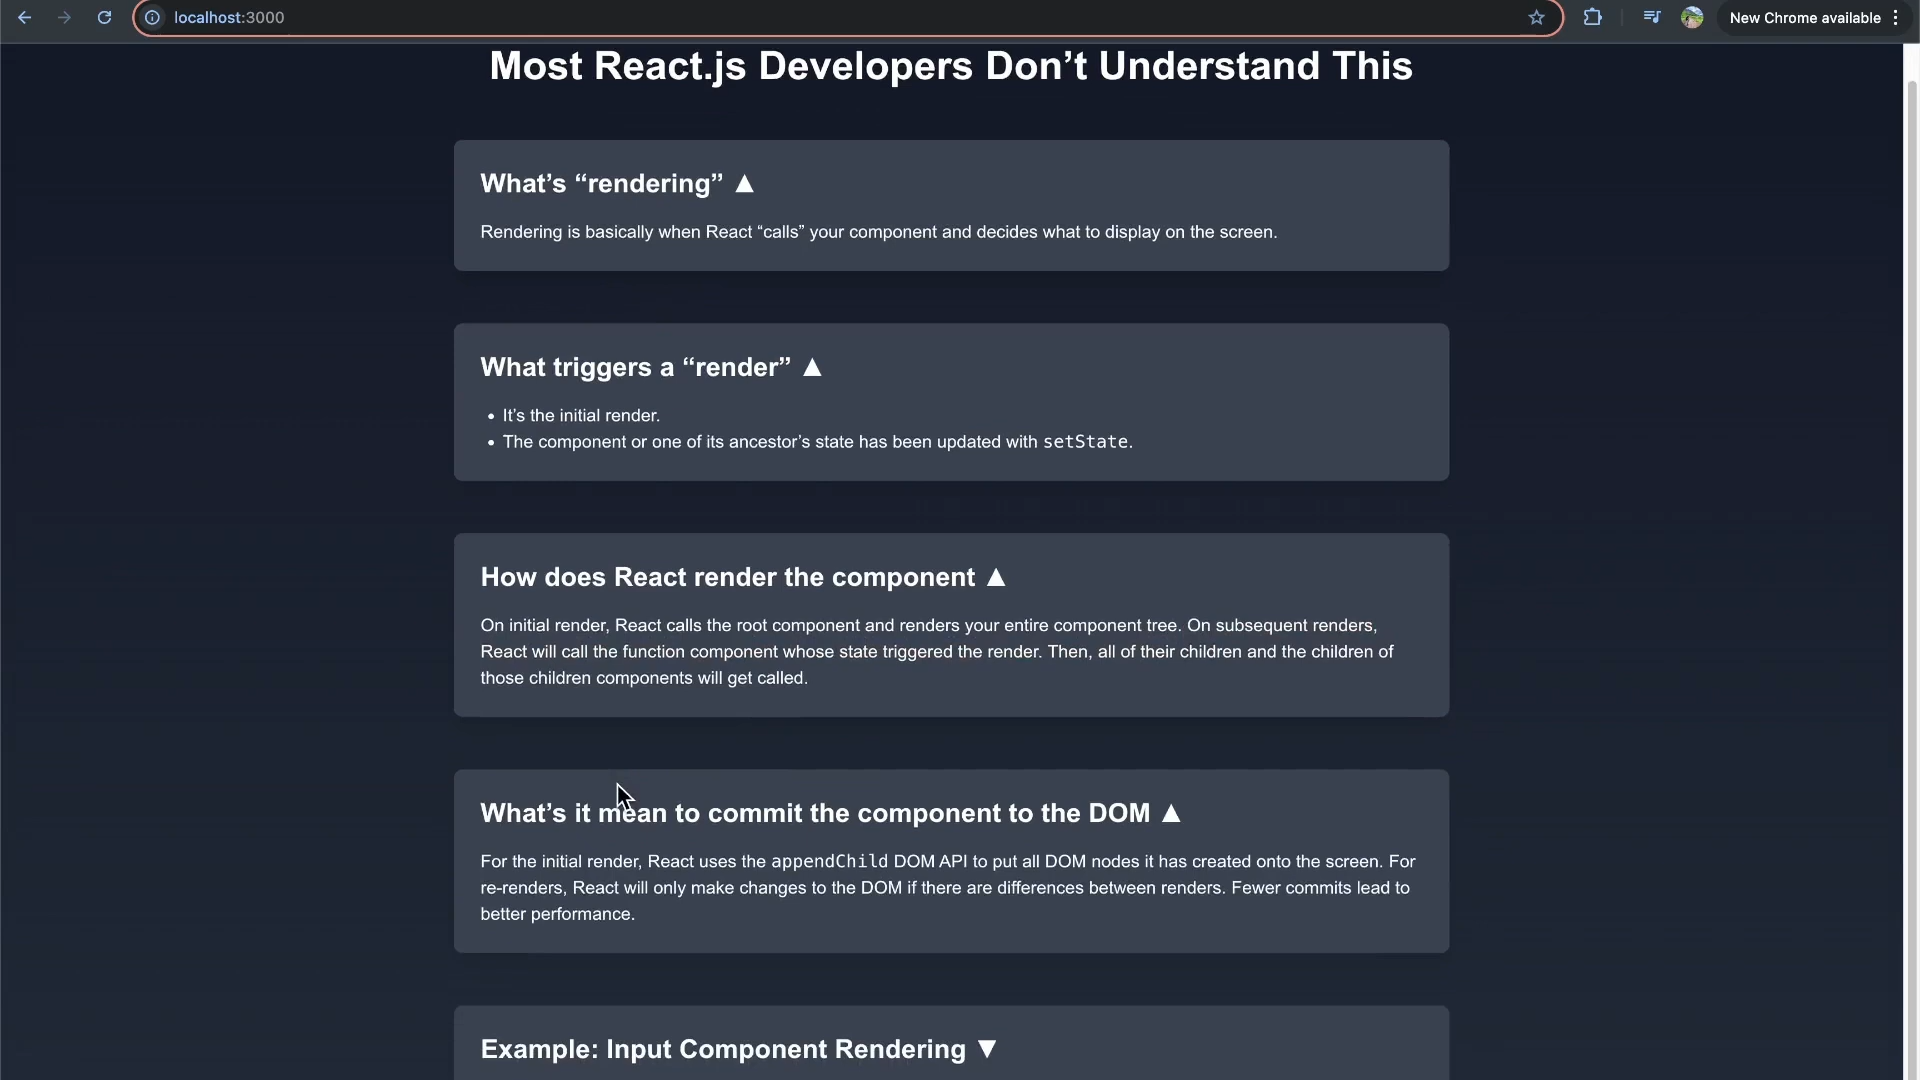 localhost:3000
New Chrome available
Most React.js Developers Don’t Understand This
What’s “rendering” ▲
Rendering is basically when React “calls” your component and decides what to display on the screen.
What triggers a “render” ▲
• It’s the initial render.
• The component or one of its ancestor’s state has been updated with setState.
How does React render the component ▲
On initial render, React calls the root component and renders your entire component tree. On subsequent renders,
React will call the function component whose state triggered the render. Then, all of their children and the children of
those children components will get called.
What’s it mean to commit the component to the DOM ▲
For the initial render, React uses the appendChild DOM API to put all DOM nodes it has created onto the screen. For
re-renders, React will only make changes to the DOM if there are differences between renders. Fewer commits lead to
better performance.
Example: Input Component Rendering ▼